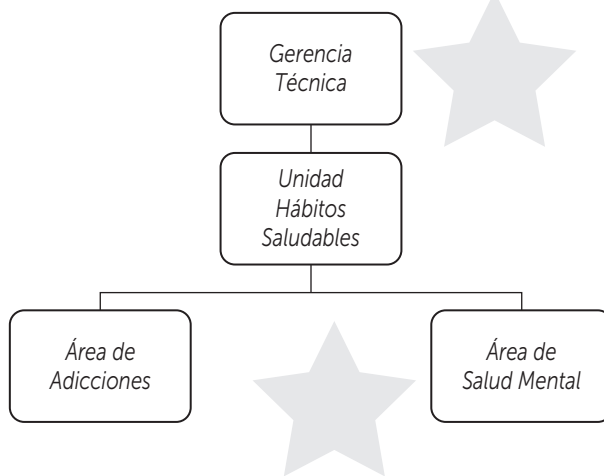 Gerencia
Técnica
Unidad
Hábitos
Saludables
Área de
Adicciones
Área de
Salud Mental